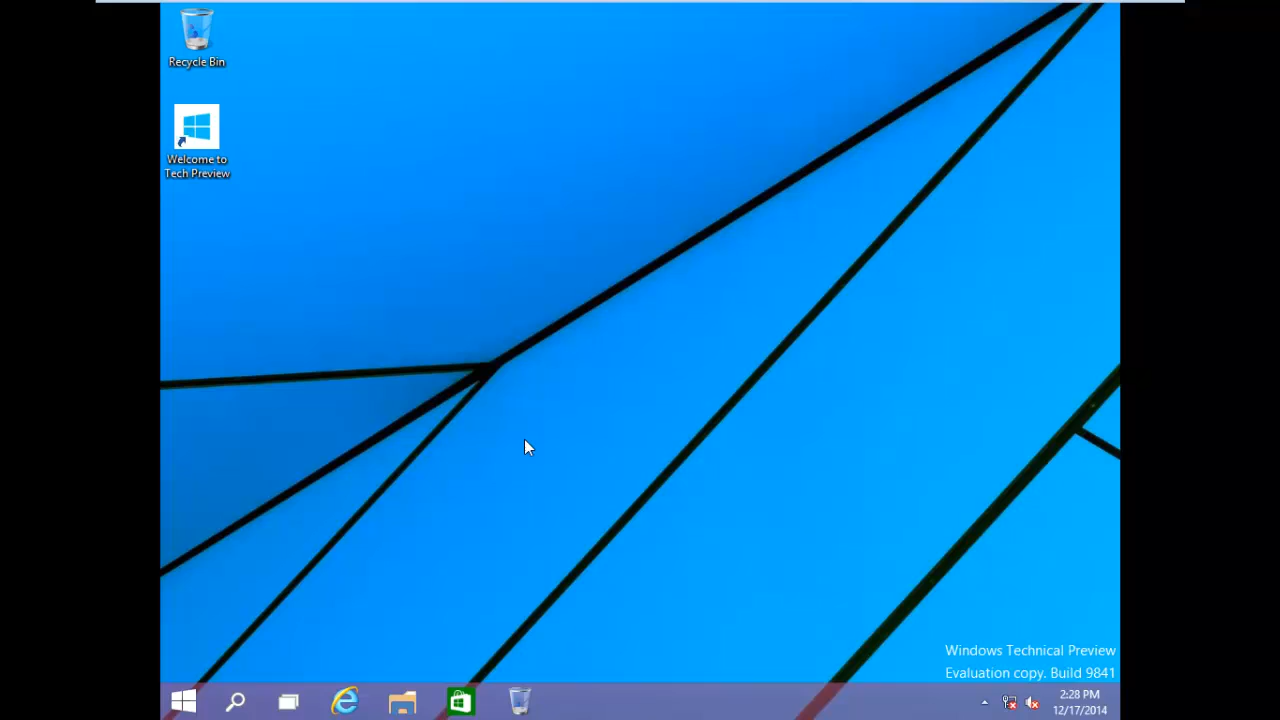 Recycle Bin
Welcome to
Tech Preview
Windows Technical Preview
Evaluation copy. Build 9841
2:28 PM
12/17/2014